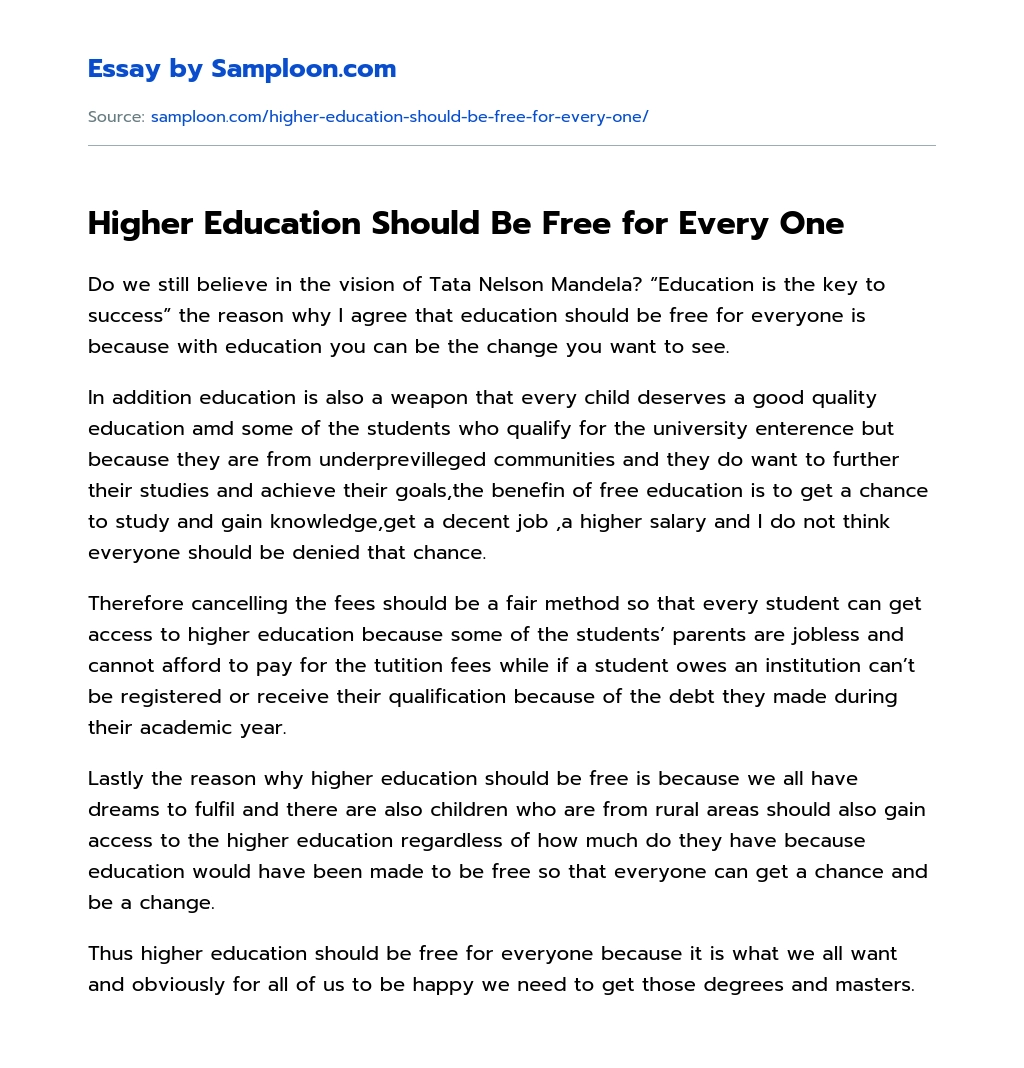 Essay by Samploon.com
Source: samploon.com/higher-education-should-be-free-for-every-one/
Higher Education Should Be Free for Every One
Do we still believe in the vision of Tata Nelson Mandela? “Education is the key to
success” the reason why I agree that education should be free for everyone is
because with education you can be the change you want to see.
In addition education is also a weapon that every child deserves a good quality
education amd some of the students who qualify for the university enterence but
because they are from underprevilleged communities and they do want to further
their studies and achieve their goals,the benefin of free education is to get a chance
to study and gain knowledge,get a decent job ,a higher salary and I do not think
everyone should be denied that chance.
Therefore cancelling the fees should be a fair method so that every student can get
access to higher education because some of the students’ parents are jobless and
cannot afford to pay for the tutition fees while if a student owes an institution can’t
be registered or receive their qualification because of the debt they made during
their academic year.
Lastly the reason why higher education should be free is because we all have
dreams to fulfil and there are also children who are from rural areas should also gain
access to the higher education regardless of how much do they have because
education would have been made to be free so that everyone can get a chance and
be a change.
Thus higher education should be free for everyone because it is what we all want
and obviously for all of us to be happy we need to get those degrees and masters.